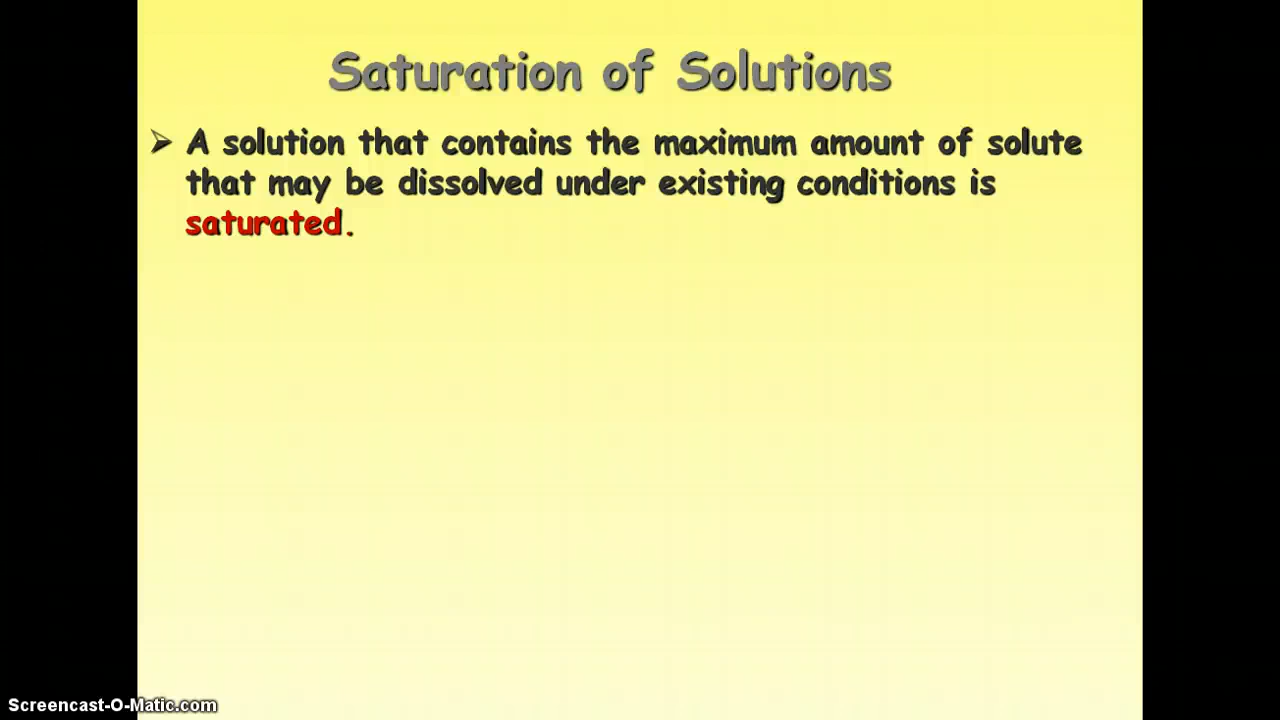 Saturation of Solutions
➢ A solution that contains the maximum amount of solute
that may be dissolved under existing conditions is
saturated.
Screencast-O-Matic.com